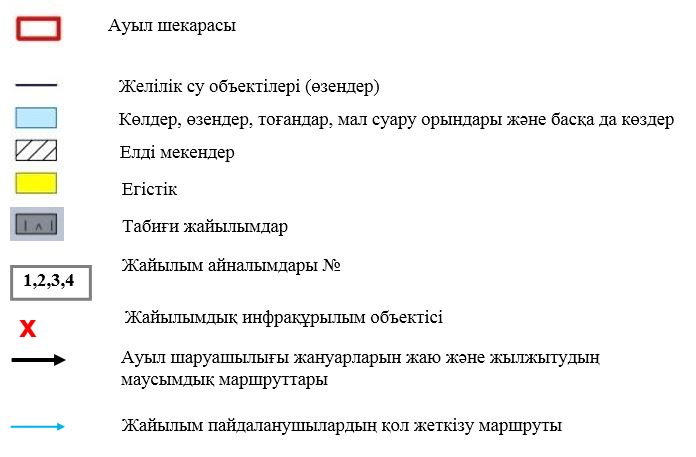 Ауыл шекарасы
Желілік су объектілері (өзендер)
Көлдер, өзендер, тоғандар, мал суару орындары және басқа да көздер
Елді мекендер
Егістік
Табиғи жайылымдар
Жайылым айналымдары №
1,2,3,4
Жайылымдық инфрақұрылым объектісі
X
Ауыл шаруашылығы жануарларын жаю және жылжытудың
маусымдық маршруттары
Жайылым пайдаланушылардың қол жеткізу маршруты